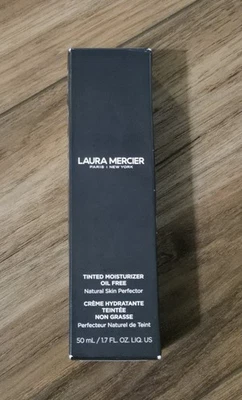 LAURA MERCIER
PARIS | NEW YORK
TINTED MOISTURIZER
OIL FREE
Natural Skin Perfector
CRÈME HYDRATANTE
TEINTÉE
NON GRASSE
Perfecteur Naturel de Teint
50 mL / 1.7 FL. OZ. LIQ. US